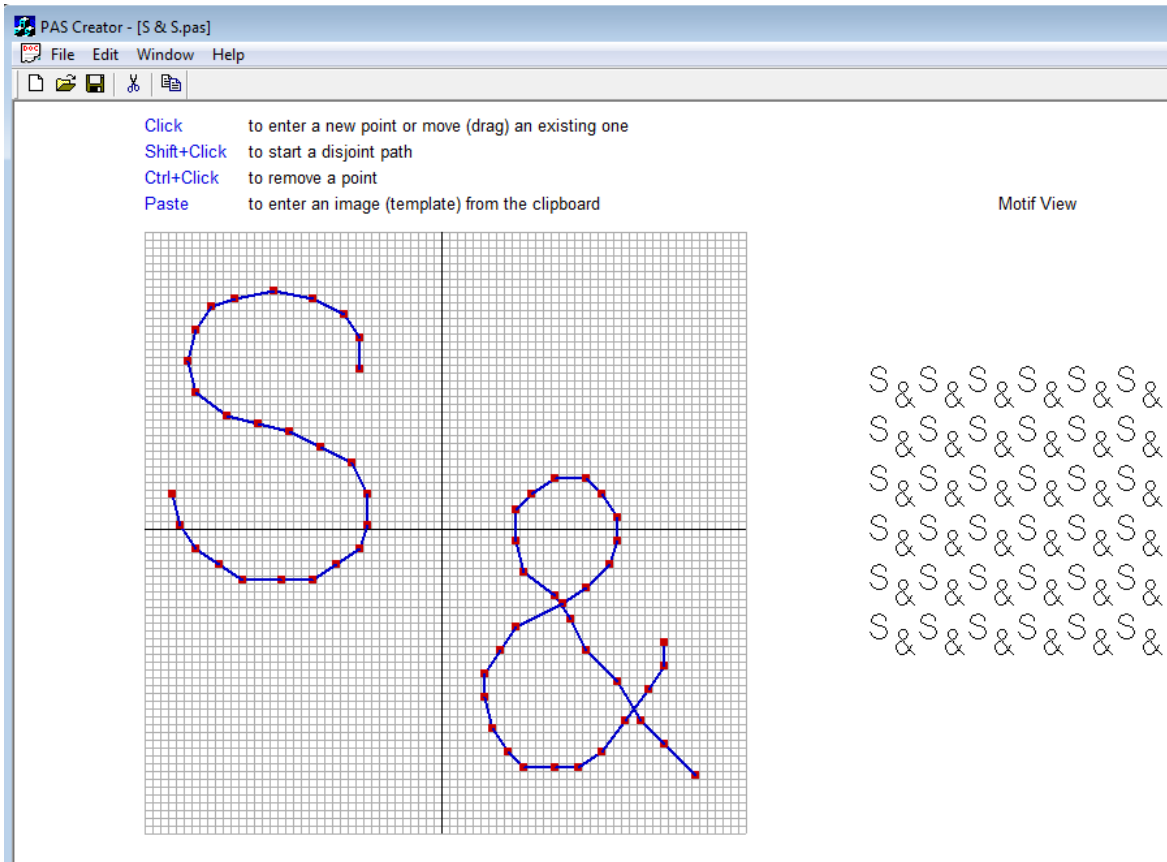 PAS Creator - [S & S.pas]
DOC File Edit Window Help
Click to enter a new point or move (drag) an existing one
Shift+Click to start a disjoint path
Ctrl+Click to remove a point
Paste to enter an image (template) from the clipboard
Motif View
S &
S & S & S & S & S & S &
S & S & S & S & S & S &
S & S & S & S & S & S &
S & S & S & S & S & S &
S & S & S & S & S & S &
S & S & S & S & S & S &